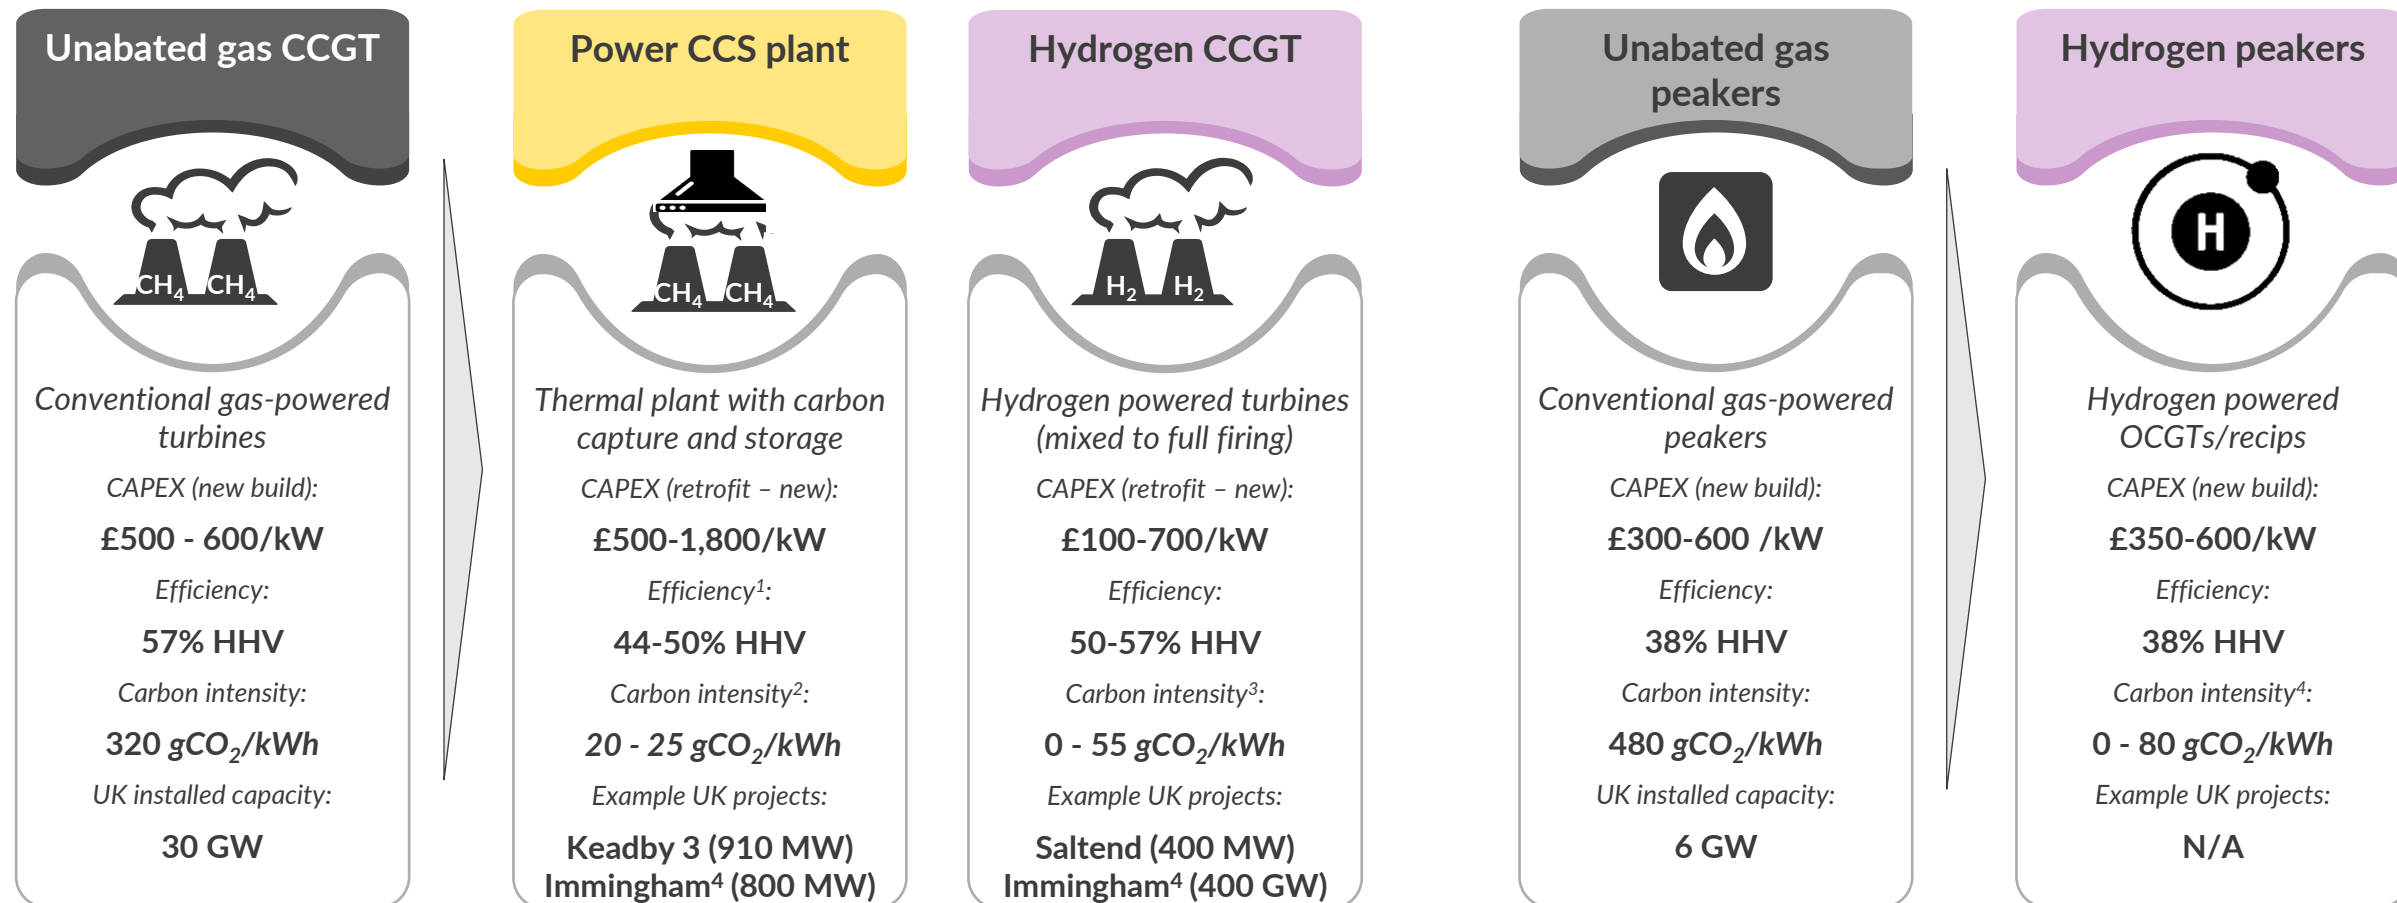 Unabated gas CCGT
CH₄ CH₄
Conventional gas-powered
turbines
CAPEX (new build):
£500 - 600/kW
Efficiency:
57% HHV
Carbon intensity:
320 gCO₂/kWh
UK installed capacity:
30 GW
Power CCS plant
CH₄ CH₄
Thermal plant with carbon
capture and storage
CAPEX (retrofit – new):
£500-1,800/kW
Efficiency¹:
44-50% HHV
Carbon intensity²:
20 - 25 gCO₂/kWh
Example UK projects:
Keadby 3 (910 MW)
Immingham⁴ (800 MW)
Hydrogen CCGT
H₂ H₂
Hydrogen powered turbines
(mixed to full firing)
CAPEX (retrofit – new):
£100-700/kW
Efficiency:
50-57% HHV
Carbon intensity³:
0 - 55 gCO₂/kWh
Example UK projects:
Saltend (400 MW)
Immingham⁴ (400 GW)
Unabated gas
peakers
Conventional gas-powered
peakers
CAPEX (new build):
£300-600 /kW
Efficiency:
38% HHV
Carbon intensity:
480 gCO₂/kWh
UK installed capacity:
6 GW
Hydrogen peakers
H
Hydrogen powered
OCGTs/recips
CAPEX (new build):
£350-600/kW
Efficiency:
38% HHV
Carbon intensity⁴:
0 - 80 gCO₂/kWh
Example UK projects:
N/A